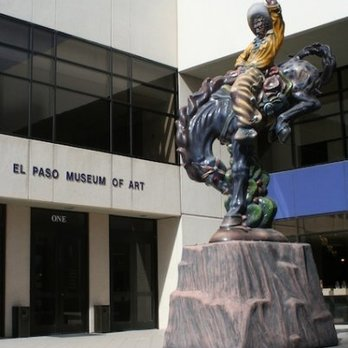 EL PASO MUSEUM OF ART
ONE